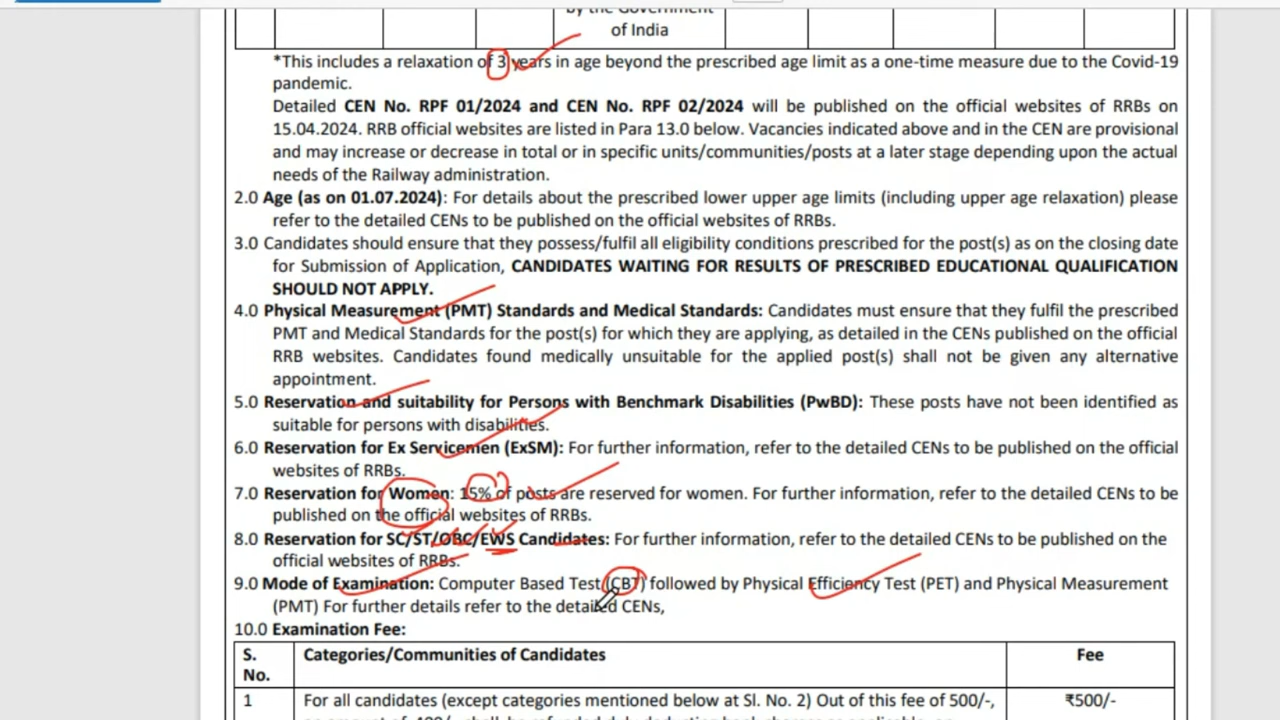 by the Government
of India
*This includes a relaxation of 3 years in age beyond the prescribed age limit as a one-time measure due to the Covid-19
pandemic.
Detailed CEN No. RPF 01/2024 and CEN No. RPF 02/2024 will be published on the official websites of RRBs on
15.04.2024. RRB official websites are listed in Para 13.0 below. Vacancies indicated above and in the CEN are provisional
and may increase or decrease in total or in specific units/communities/posts at a later stage depending upon the actual
needs of the Railway administration.
2.0 Age (as on 01.07.2024): For details about the prescribed lower upper age limits (including upper age relaxation) please
refer to the detailed CENs to be published on the official websites of RRBs.
3.0 Candidates should ensure that they possess/fulfil all eligibility conditions prescribed for the post(s) as on the closing date
for Submission of Application, CANDIDATES WAITING FOR RESULTS OF PRESCRIBED EDUCATIONAL QUALIFICATION
SHOULD NOT APPLY.
4.0 Physical Measurement (PMT) Standards and Medical Standards: Candidates must ensure that they fulfil the prescribed
PMT and Medical Standards for the post(s) for which they are applying, as detailed in the CENs published on the official
RRB websites. Candidates found medically unsuitable for the applied post(s) shall not be given any alternative
appointment.
5.0 Reservation and suitability for Persons with Benchmark Disabilities (PwBD): These posts have not been identified as
suitable for persons with disabilities.
6.0 Reservation for Ex Servicemen (ExSM): For further information, refer to the detailed CENs to be published on the official
websites of RRBs.
7.0 Reservation for Women: 15% of posts are reserved for women. For further information, refer to the detailed CENs to be
published on the official websites of RRBs.
8.0 Reservation for SC/ST/OBC/EWS Candidates: For further information, refer to the detailed CENs to be published on the
official websites of RRBs.
9.0 Mode of Examination: Computer Based Test (CBT) followed by Physical Efficiency Test (PET) and Physical Measurement
(PMT) For further details refer to the detailed CENs,
10.0 Examination Fee:
S. No. Categories/Communities of Candidates Fee
1 For all candidates (except categories mentioned below at Sl. No. 2) Out of this fee of 500/-, ₹500/-